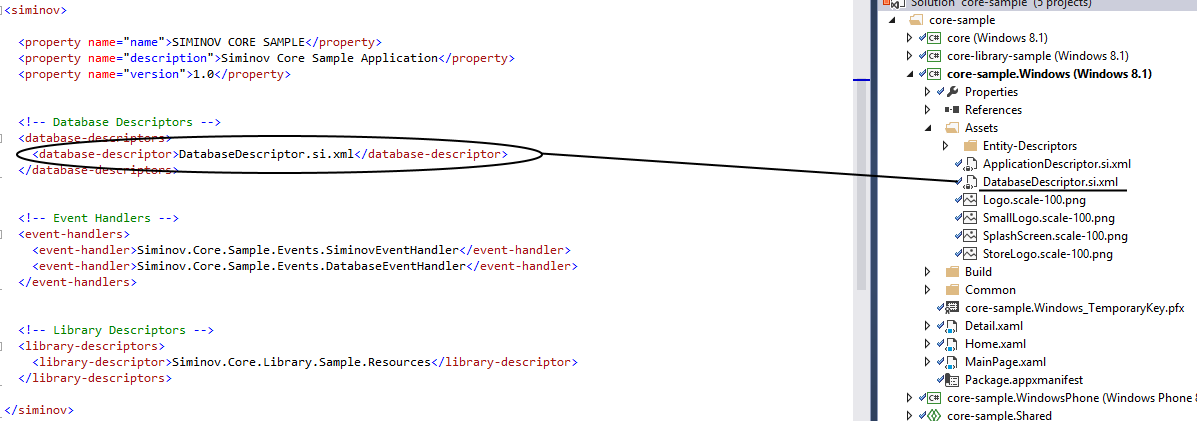 <siminov>
<property name="name">SIMINOV CORE SAMPLE</property>
<property name="description">Siminov Core Sample Application</property>
<property name="version">1.0</property>
<!-- Database Descriptors -->
<database-descriptors>
<database-descriptor>DatabaseDescriptor.si.xml</database-descriptor>
</database-descriptors>
<!-- Event Handlers -->
<event-handlers>
<event-handler>Siminov.Core.Sample.Events.SiminovEventHandler</event-handler>
<event-handler>Siminov.Core.Sample.Events.DatabaseEventHandler</event-handler>
</event-handlers>
<!-- Library Descriptors -->
<library-descriptors>
<library-descriptor>Siminov.Core.Library.Sample.Resources</library-descriptor>
</library-descriptors>
</siminov>
Solution 'core-sample' (5 projects)
core-sample
C# core (Windows 8.1)
C# core-library-sample (Windows 8.1)
C# core-sample.Windows (Windows 8.1)
Properties
References
Assets
Entity-Descriptors
ApplicationDescriptor.si.xml
DatabaseDescriptor.si.xml
Logo.scale-100.png
SmallLogo.scale-100.png
SplashScreen.scale-100.png
StoreLogo.scale-100.png
Build
Common
core-sample.Windows_TemporaryKey.pfx
Detail.xaml
Home.xaml
MainPage.xaml
Package.appxmanifest
C# core-sample.WindowsPhone (Windows Phone 8
core-sample.Shared